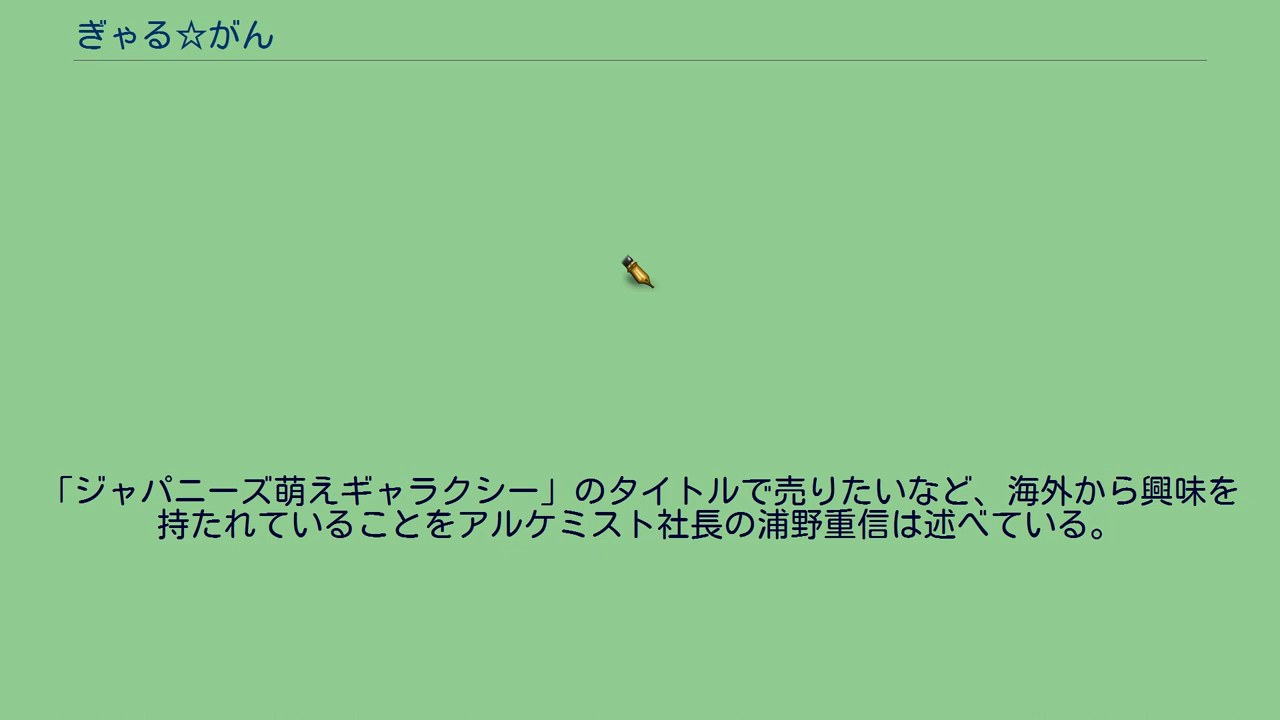 ぎゃる☆がん
「ジャパニーズ萌えギャラクシー」のタイトルで売りたいなど、海外から興味を
持たれていることをアルケミスト社長の浦野重信は述べている。